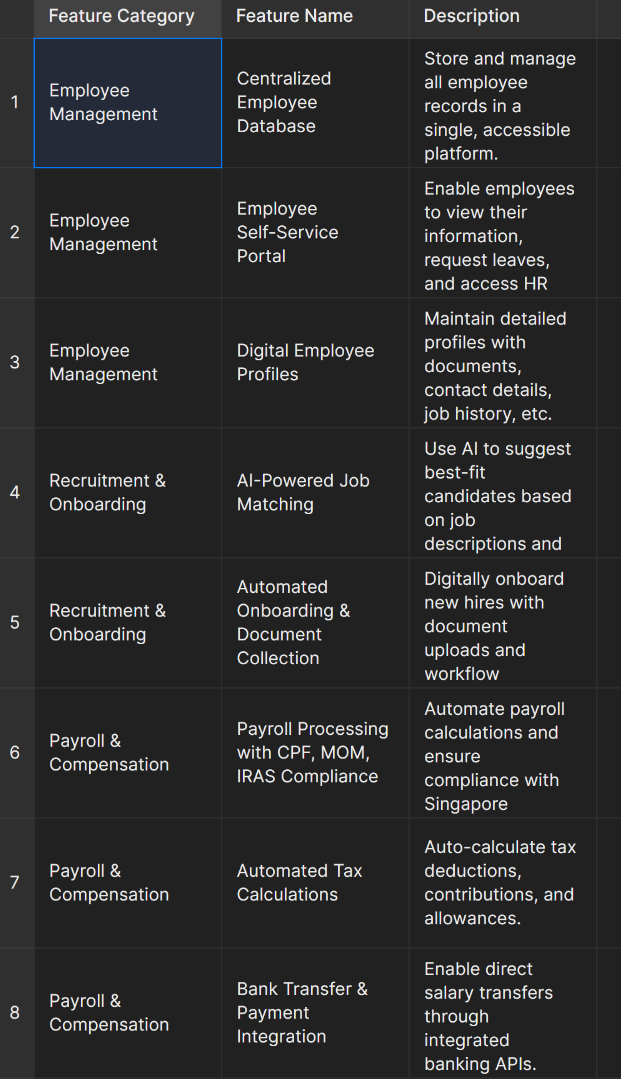 Feature Category
Feature Name
Description
1
Employee
Management
Centralized
Employee
Database
Store and manage
all employee
records in a
single, accessible
platform.
2
Employee
Management
Employee
Self-Service
Portal
Enable employees
to view their
information,
request leaves,
and access HR
3
Employee
Management
Digital Employee
Profiles
Maintain detailed
profiles with
documents,
contact details,
job history, etc.
4
Recruitment &
Onboarding
AI-Powered Job
Matching
Use AI to suggest
best-fit
candidates based
on job
descriptions and
5
Recruitment &
Onboarding
Automated
Onboarding &
Document
Collection
Digitally onboard
new hires with
document
uploads and
workflow
6
Payroll &
Compensation
Payroll Processing
with CPF, MOM,
IRAS Compliance
Automate payroll
calculations and
ensure
compliance with
Singapore
7
Payroll &
Compensation
Automated Tax
Calculations
Auto-calculate tax
deductions,
contributions, and
allowances.
8
Payroll &
Compensation
Bank Transfer &
Payment
Integration
Enable direct
salary transfers
through
integrated
banking APIs.